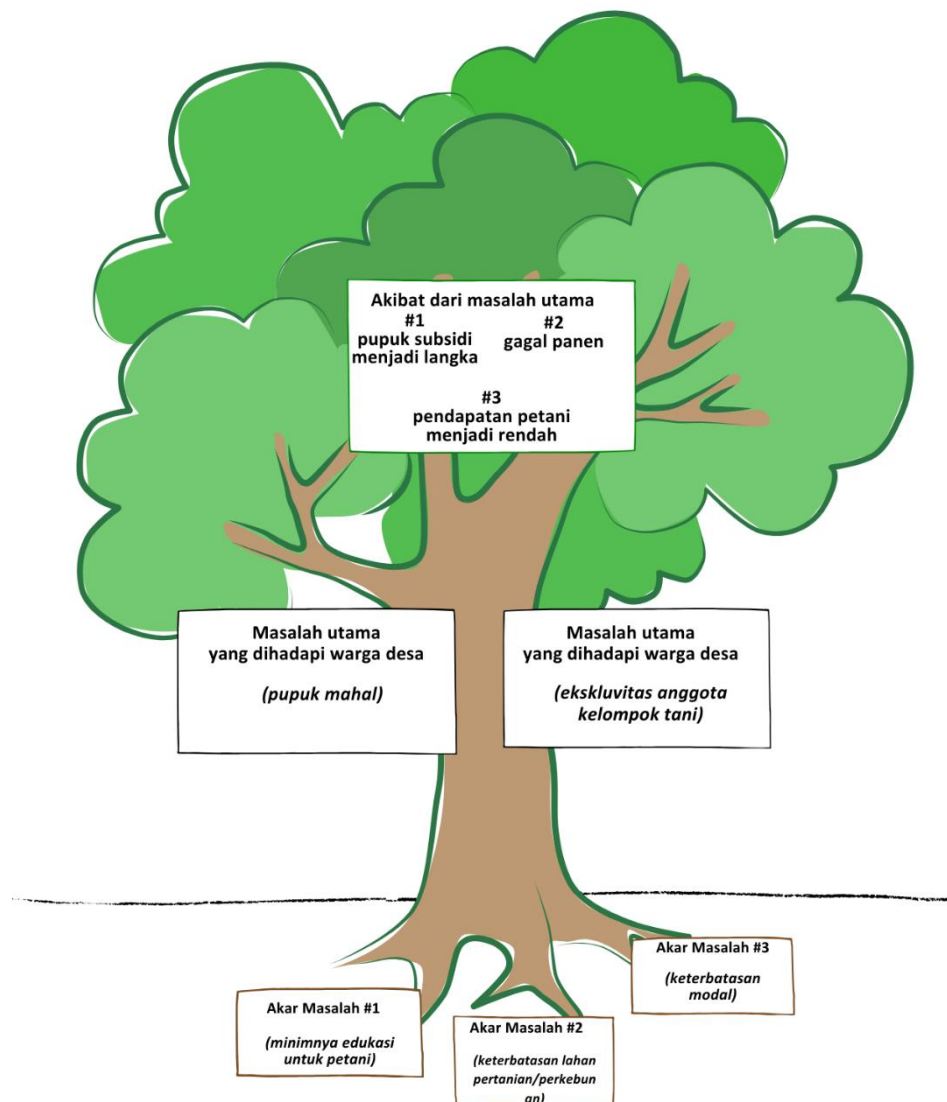 Akibat dari masalah utama
#1
pupuk subsidi
menjadi langka
#2
gagal panen
#3
pendapatan petani
menjadi rendah
Masalah utama
yang dihadapi warga desa
(pupuk mahal)
Masalah utama
yang dihadapi warga desa
(ekskluvitas anggota
kelompok tani)
Akar Masalah #1
(minimnya edukasi
untuk petani)
Akar Masalah #2
(keterbatasan lahan
pertanian/perkebun
an)
Akar Masalah #3
(keterbatasan
modal)